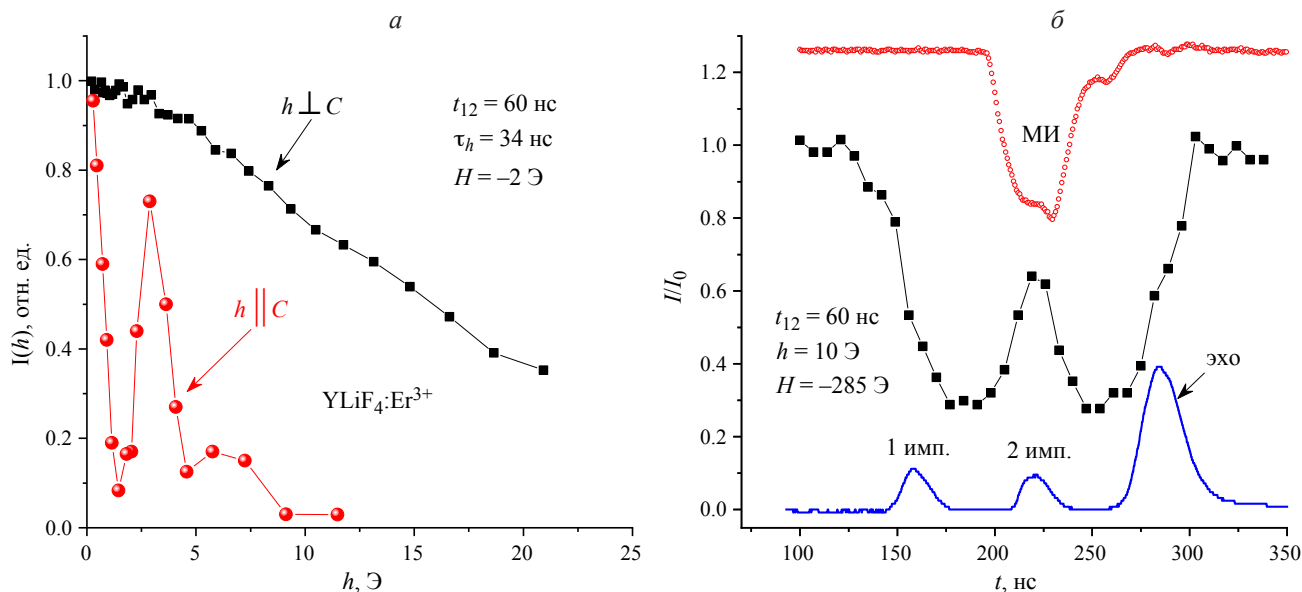 а
I(h), отн. ед.
1.0
0.8
0.6
0.4
0.2
0.0
0
5
10
15
20
25
h, Э
h ⊥ C
t₁₂ = 60 нс
τₕ = 34 нс
H = –2 Э
h || C
YLiF₄:Er³⁺
б
I/I₀
1.2
1.0
0.8
0.6
0.4
0.2
0.0
100
150
200
250
300
350
t, нс
МИ
t₁₂ = 60 нс
h = 10 Э
H = –285 Э
эхо
1 имп.
2 имп.